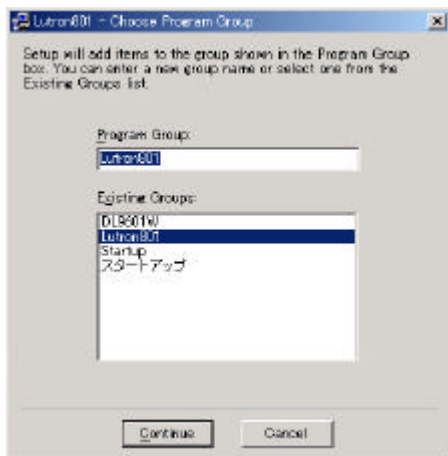 Lutron801 - Choose Program Group
Setup will add items to the group shown in the Program Group
box. You can enter a new group name or select one from the
Existing Groups list.
Program Group:
Lutron801
Existing Groups:
DL9601W
Lutron801
Startup
スタートアップ
Continue
Cancel